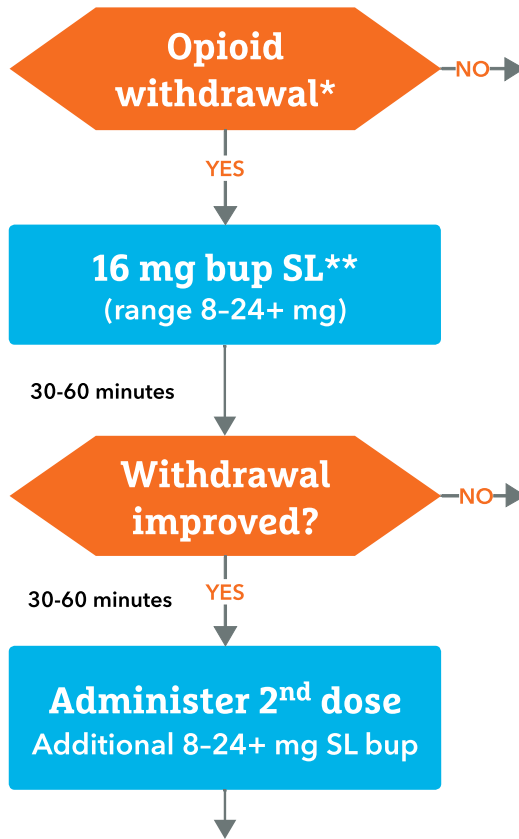 Opioid
withdrawal*
NO
YES
16 mg bup SL**
(range 8–24+ mg)
30-60 minutes
Withdrawal
improved?
NO
30-60 minutes
YES
Administer 2nd dose
Additional 8–24+ mg SL bup